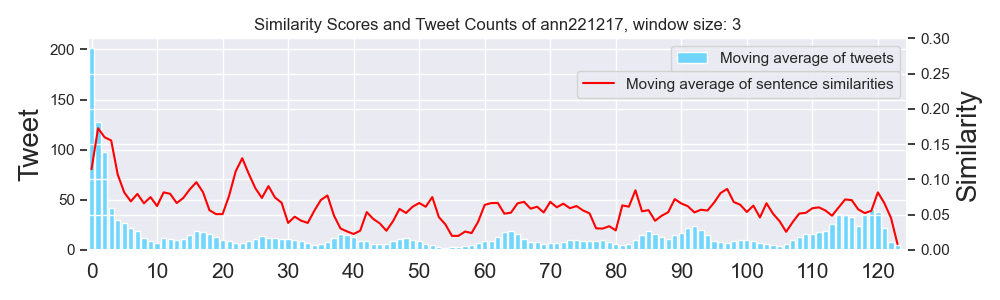 Similarity Scores and Tweet Counts of ann221217, window size: 3
Tweet
200
150
100
50
0
Moving average of tweets
Moving average of sentence similarities
0.30
0.25
0.20
0.15
0.10
0.05
0.00
Similarity
0 10 20 30 40 50 60 70 80 90 100 110 120